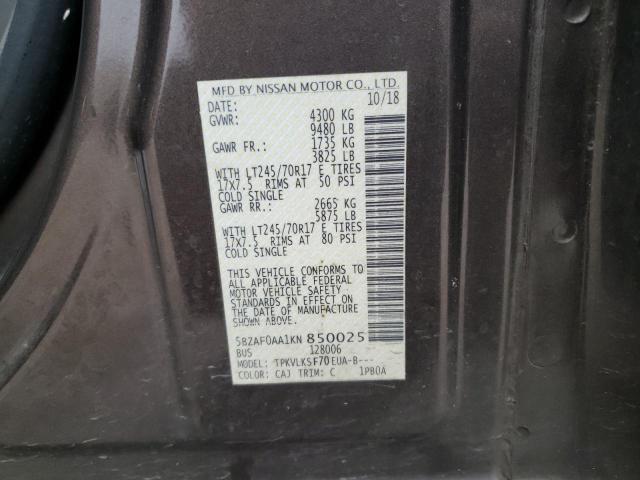 MFD BY NISSAN MOTOR CO., LTD.
DATE: 10/18
GVWR: 4300 KG
9480 LB
GAWR FR: 1735 KG
3825 LB
WITH LT245/70R17 E TIRES
17X7.5 RIMS AT 50 PSI
COLD SINGLE
GAWR RR: 2665 KG
5875 LB
WITH LT245/70R17 E TIRES
17X7.5 RIMS AT 80 PSI
COLD SINGLE
THIS VEHICLE CONFORMS TO
ALL APPLICABLE FEDERAL
MOTOR VEHICLE SAFETY
STANDARDS IN EFFECT ON
THE DATE OF MANUFACTURE
SHOWN ABOVE.
5BZAF0AA1KN850025
BUS 128006
MODEL: TPKVLKSF70EUA-B---
COLOR: CAJ TRIM: C 1PB0A